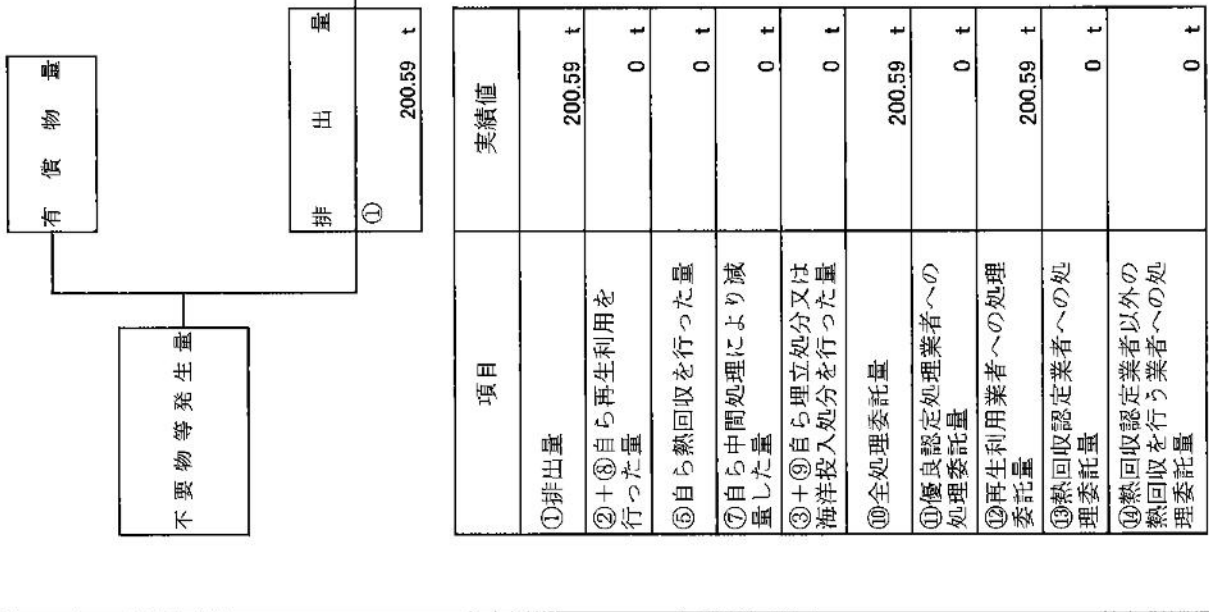 有償物量
不要物等発生量
排出量
①
200.59 t
項目 実績値
①排出量 200.59 t
②+⑧自ら再生利用を
行った量 0 t
⑤自ら熱回収を行った量 0 t
⑦自ら中間処理により減
量した量 0 t
③+⑨自ら埋立処分又は
海洋投入処分を行った量 0 t
⑩全処理委託量 200.59 t
⑪優良認定処理業者への
処理委託量 0 t
⑫再生利用業者への処理
委託量 200.59 t
⑬熱回収認定業者への処
理委託量 0 t
⑭熱回収認定業者以外の
熱回収を行う業者への処
理委託量 0 t